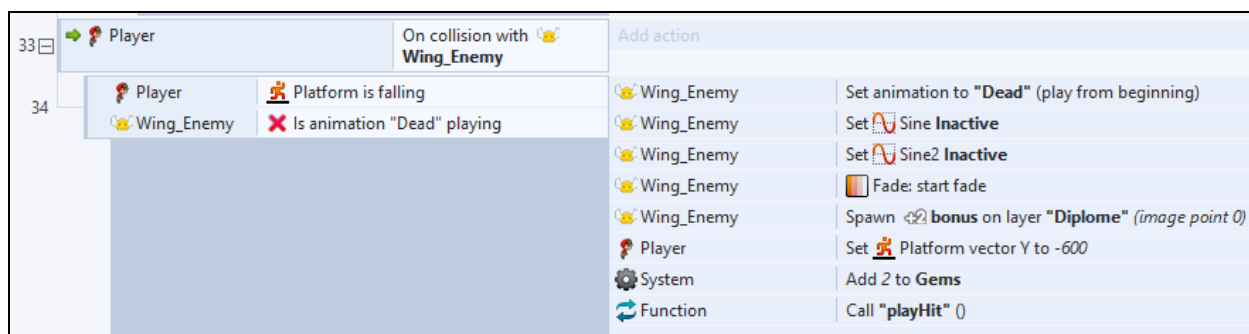 33
Player
On collision with
Wing_Enemy
Add action
34
Player
Platform is falling
Wing_Enemy
Is animation "Dead" playing
Wing_Enemy
Set animation to "Dead" (play from beginning)
Wing_Enemy
Set Sine Inactive
Wing_Enemy
Set Sine2 Inactive
Wing_Enemy
Fade: start fade
Wing_Enemy
Spawn bonus on layer "Diplome" (image point 0)
Player
Set Platform vector Y to -600
System
Add 2 to Gems
Function
Call "playHit" ()